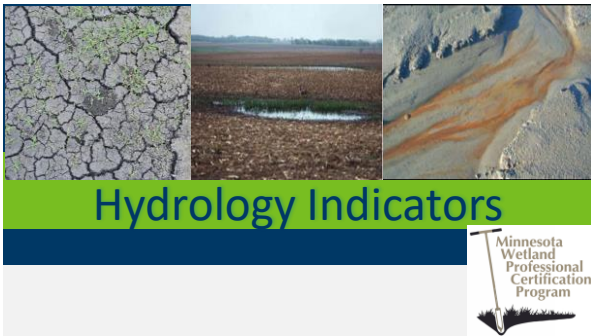 Hydrology Indicators
Minnesota
Wetland
Professional
Certification
Program